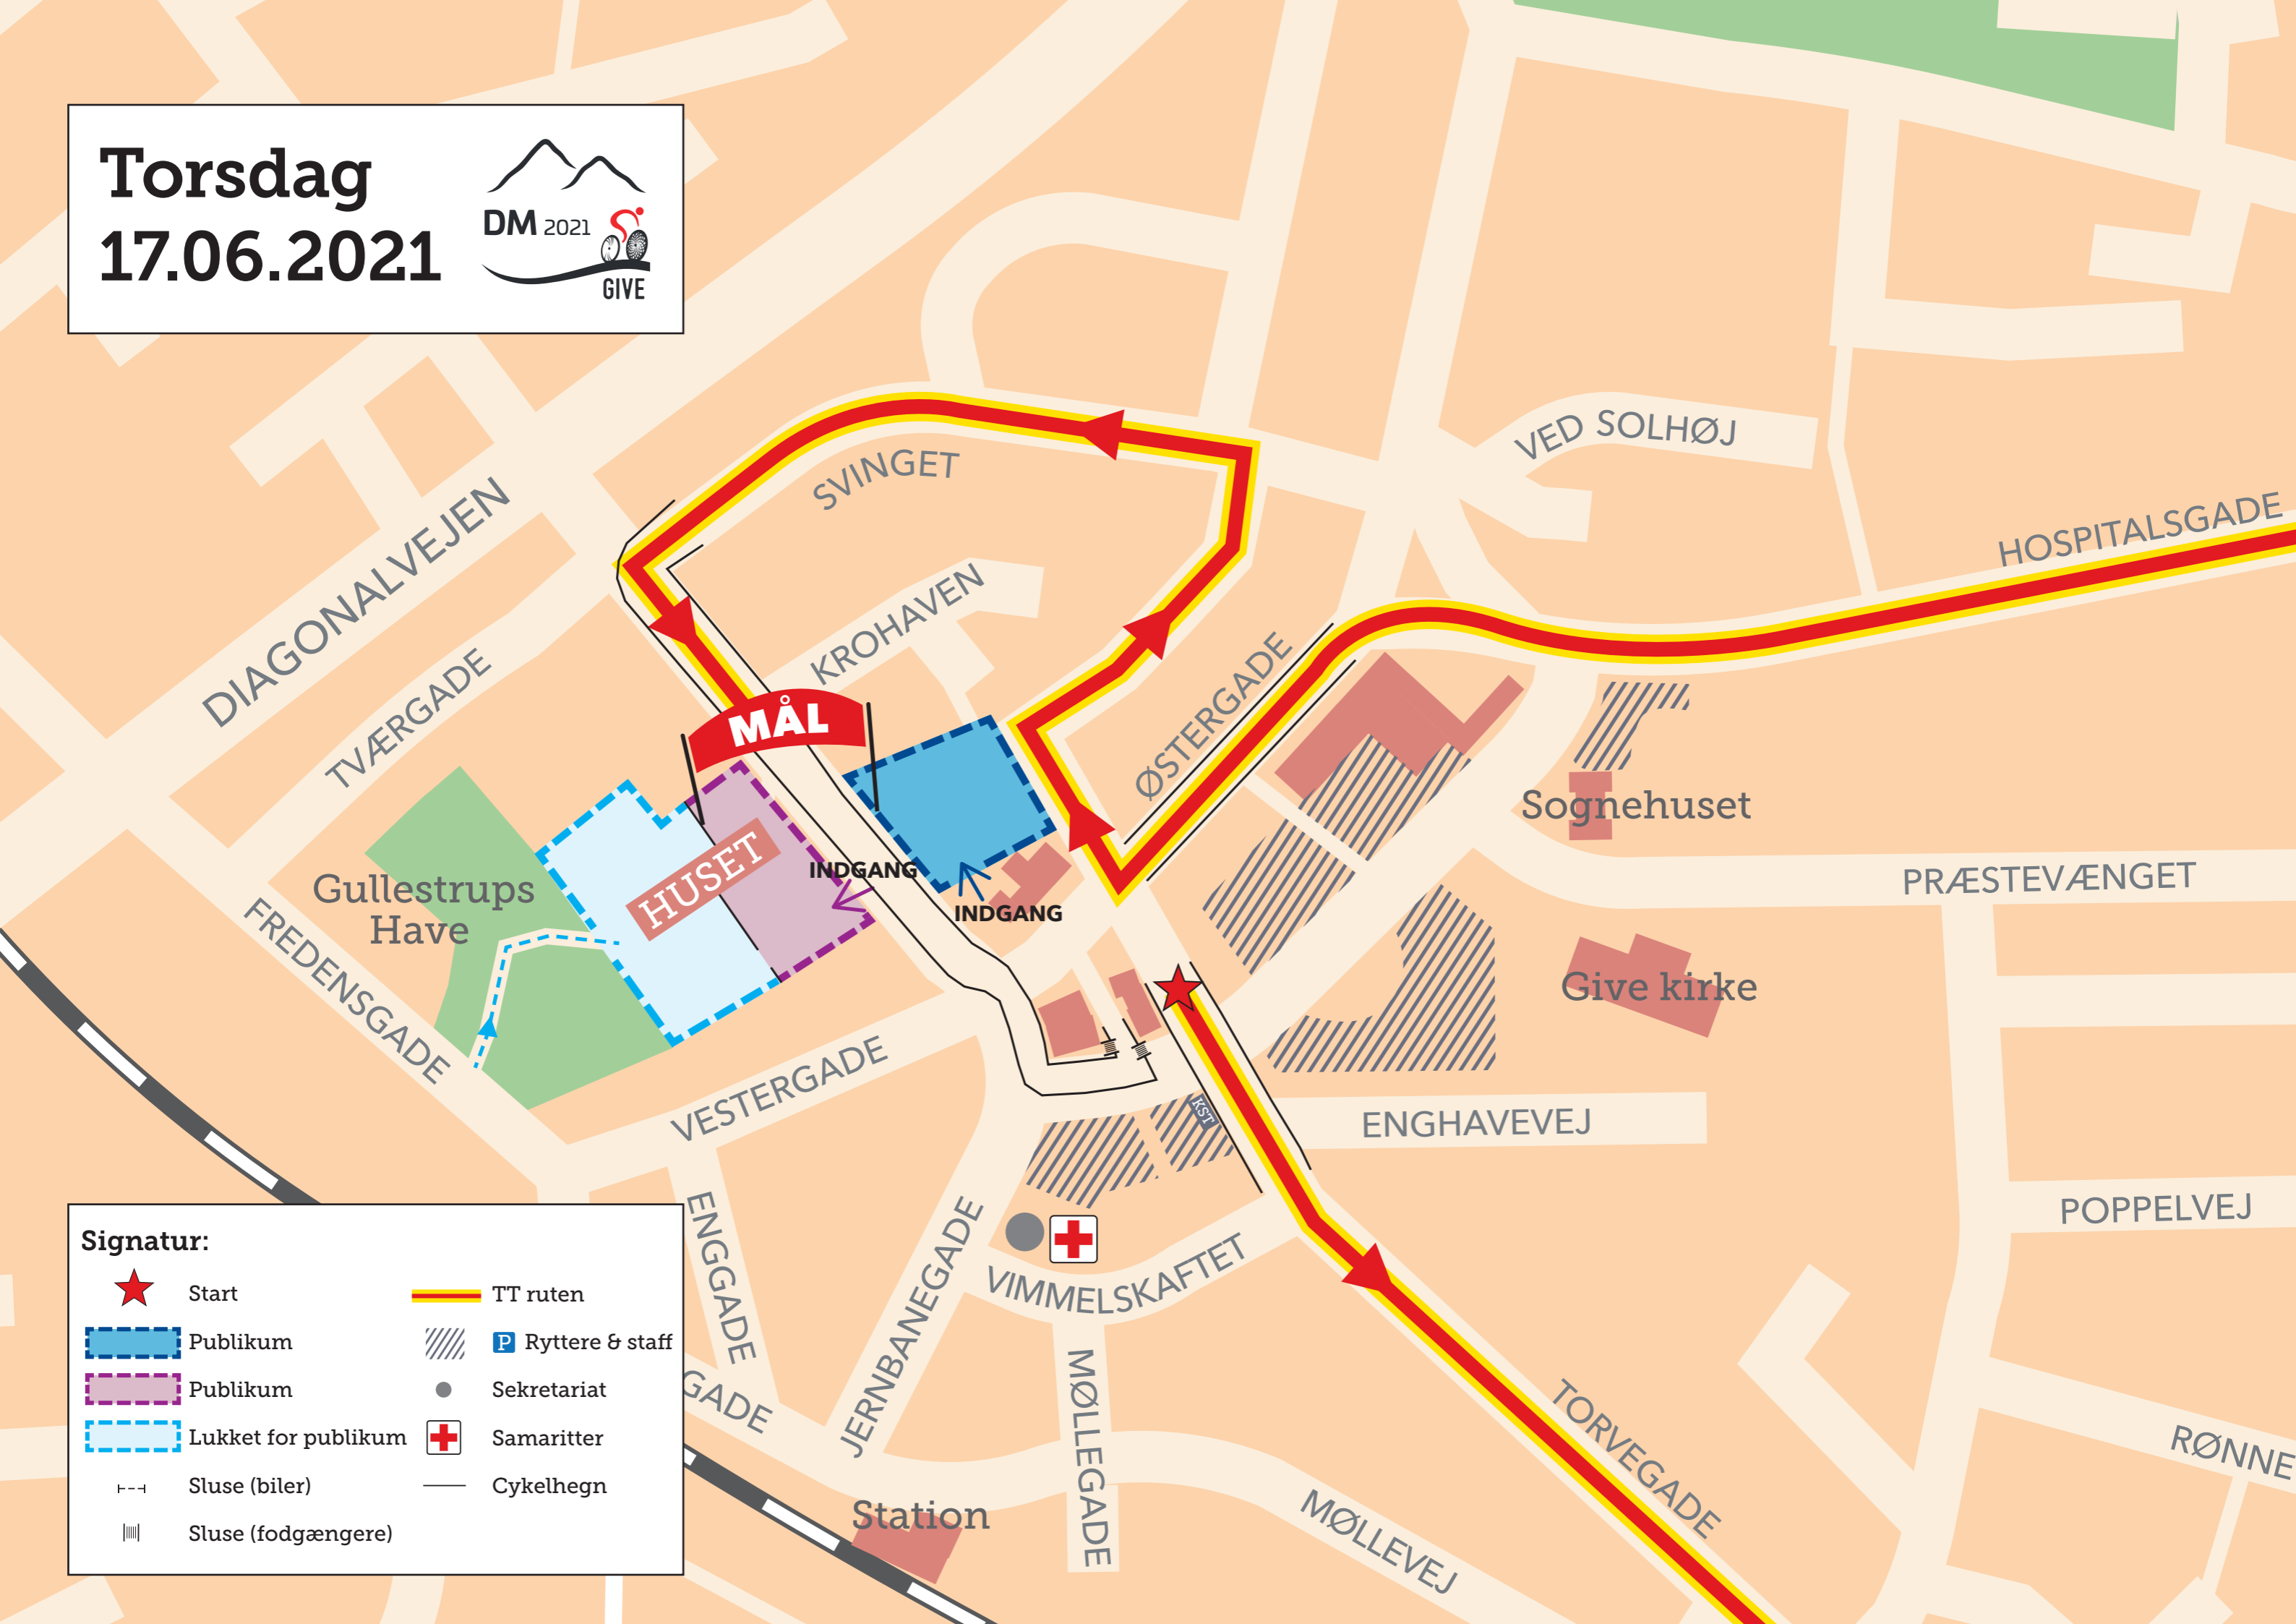 Torsdag
17.06.2021
DM 2021
GIVE
VED SOLHØJ
SVINGET
HOSPITALSGADE
DIAGONALVEJEN
KROHAVEN
TVÆRGADE
ØSTERGADE
MÅL
Sognehuset
HUSET
INDGANG
INDGANG
PRÆSTEVÆNGET
Gullestrups
Have
FREDENSGADE
Give kirke
VESTERGADE
KST
ENGHAVEVEJ
POPPELVEJ
ENGGADE
JERNBANEGADE
VIMMELSKAFTET
MØLLEGADE
GADE
TORVEGADE
RØNNE
Station
MØLLEVEJ
Signatur:
Start
Publikum
Publikum
Lukket for publikum
Sluse (biler)
Sluse (fodgængere)
TT ruten
P Ryttere & staff
Sekretariat
Samaritter
Cykelhegn